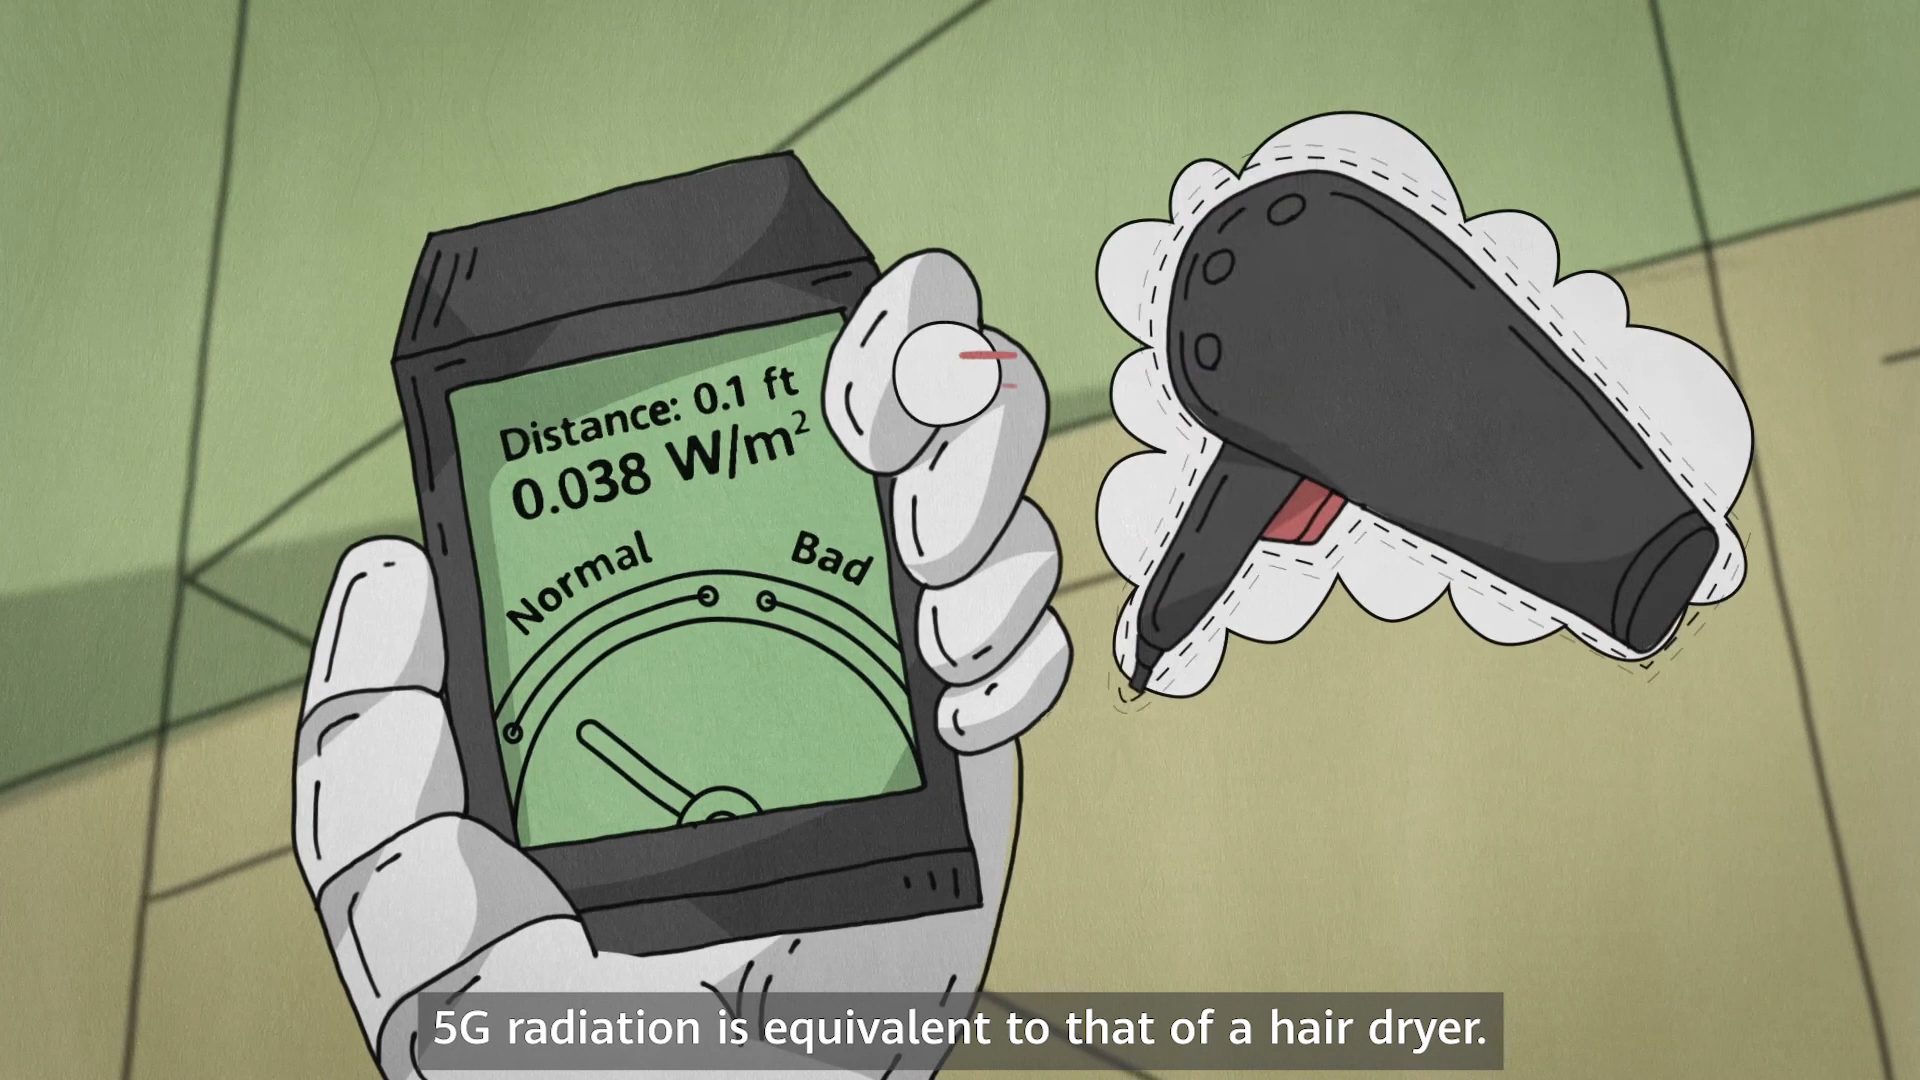 Distance: 0.1 ft
0.038 W/m²
Normal
Bad
5G radiation is equivalent to that of a hair dryer.